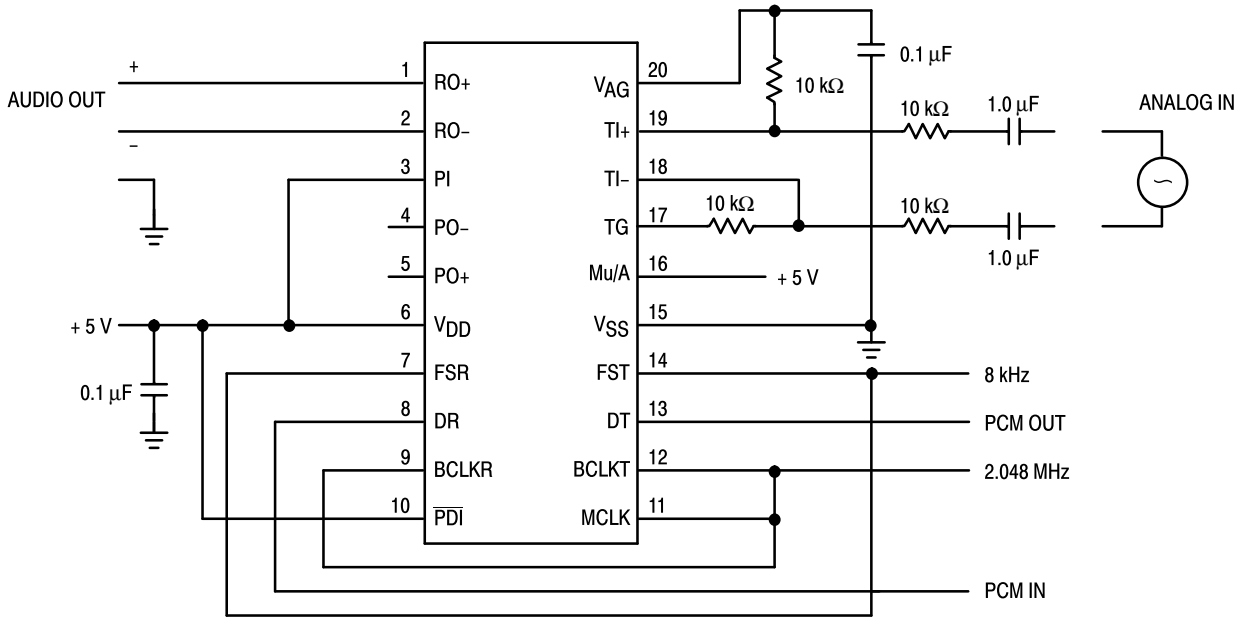 +
AUDIO OUT
−
1
2
3
4
5
6
7
8
9
10
RO+
RO−
PI
PO−
PO+
VDD
FSR
DR
BCLKR
PDI
+ 5 V
0.1 µF
VAG
TI+
TI−
TG
Mu/A
VSS
FST
DT
BCLKT
MCLK
20
19
18
17
16
15
14
13
12
11
10 kΩ
0.1 µF
10 kΩ
1.0 µF
ANALOG IN
10 kΩ
10 kΩ
1.0 µF
+ 5 V
8 kHz
PCM OUT
2.048 MHz
PCM IN